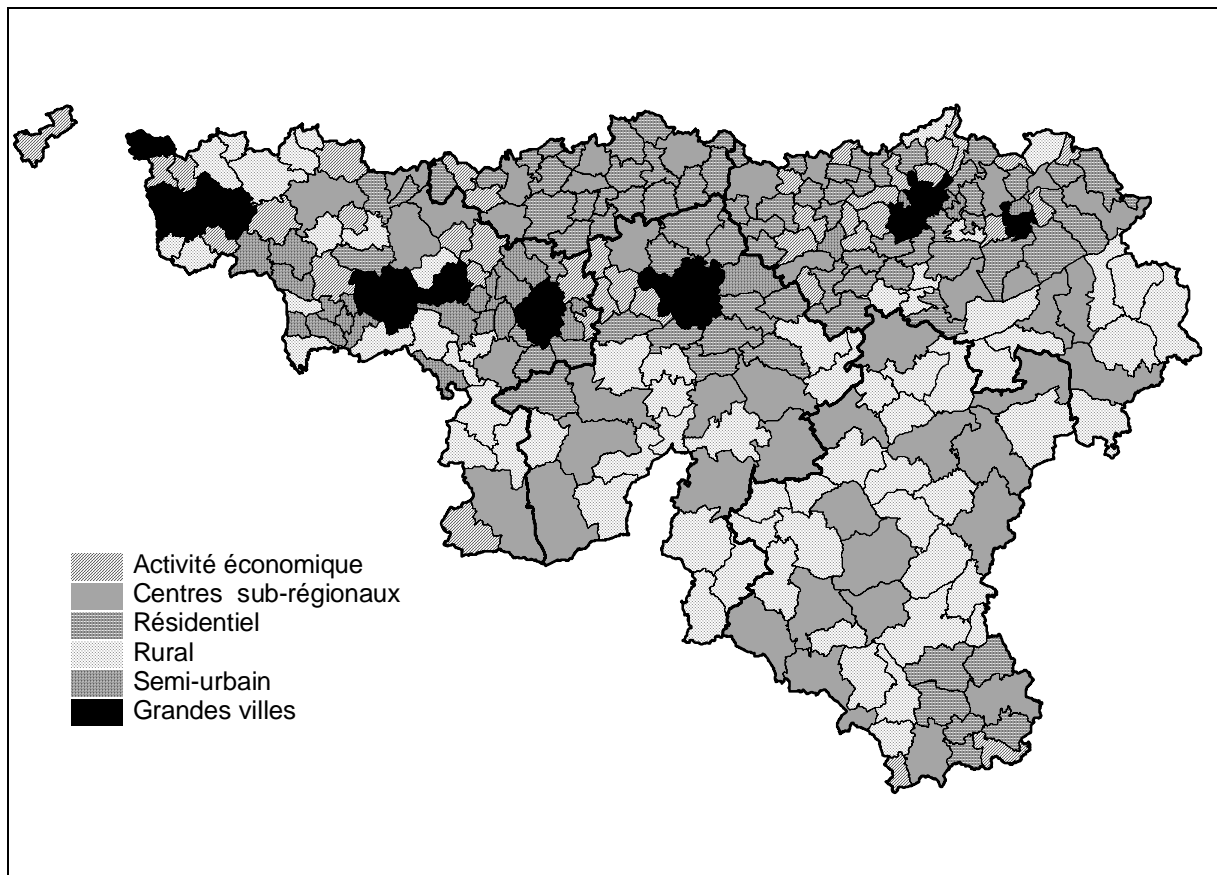 Activité économique
Centres sub-régionaux
Résidentiel
Rural
Semi-urbain
Grandes villes